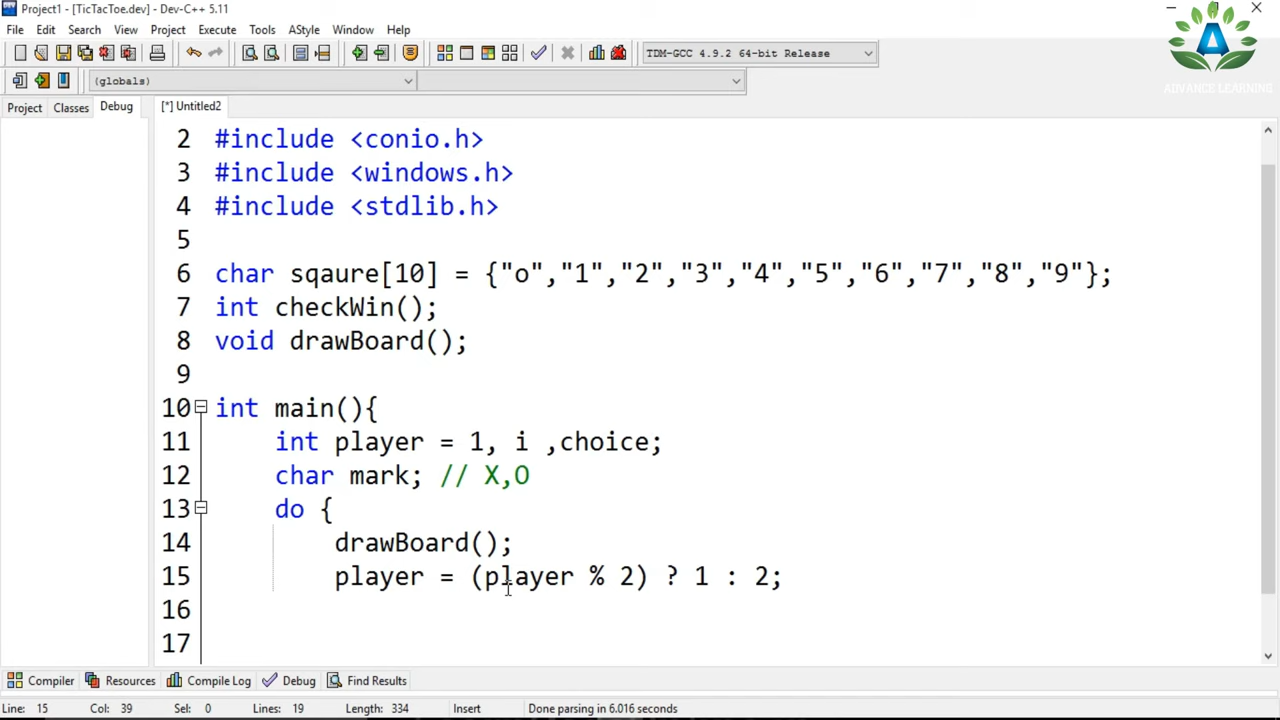 Project1 - [TicTacToe.dev] - Dev-C++ 5.11
File Edit Search View Project Execute Tools AStyle Window Help
TDM-GCC 4.9.2 64-bit Release
(globals)
ADVANCE LEARNING
Project Classes Debug [*] Untitled2
2 #include <conio.h>
3 #include <windows.h>
4 #include <stdlib.h>
5
6 char sqaure[10] = {"o","1","2","3","4","5","6","7","8","9"};
7 int checkWin();
8 void drawBoard();
9
10 int main(){
11 int player = 1, i ,choice;
12 char mark; // X,O
13 do {
14 drawBoard();
15 player = (player % 2) ? 1 : 2;
16
17
Compiler Resources Compile Log Debug Find Results
Line: 15 Col: 39 Sel: 0 Lines: 19 Length: 334 Insert Done parsing in 6.016 seconds